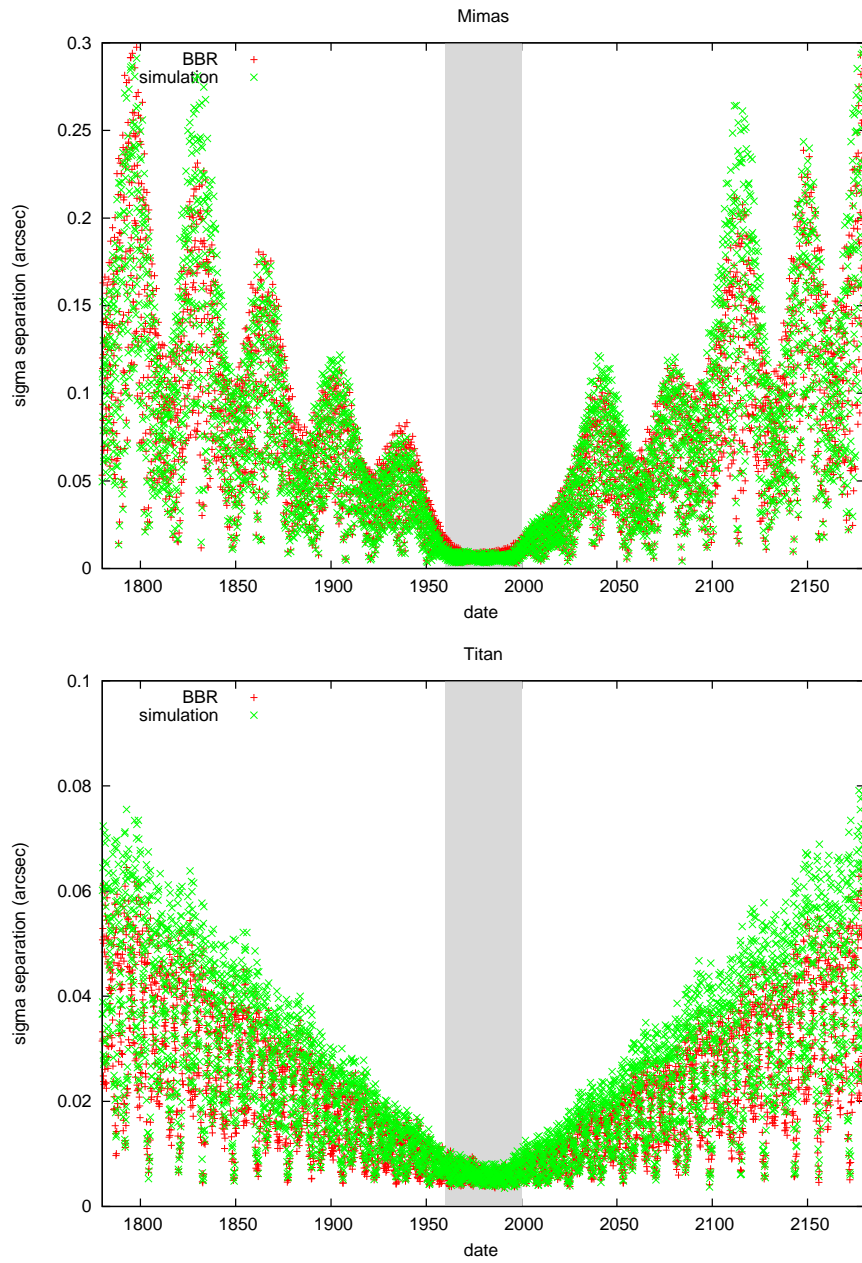 Mimas
0.3
BBR
simulation
0.25
0.2
sigma separation (arcsec)
0.15
0.1
0.05
0
1800 1850 1900 1950 2000 2050 2100 2150
date
Titan
0.1
BBR
simulation
0.08
0.06
sigma separation (arcsec)
0.04
0.02
0
1800 1850 1900 1950 2000 2050 2100 2150
date